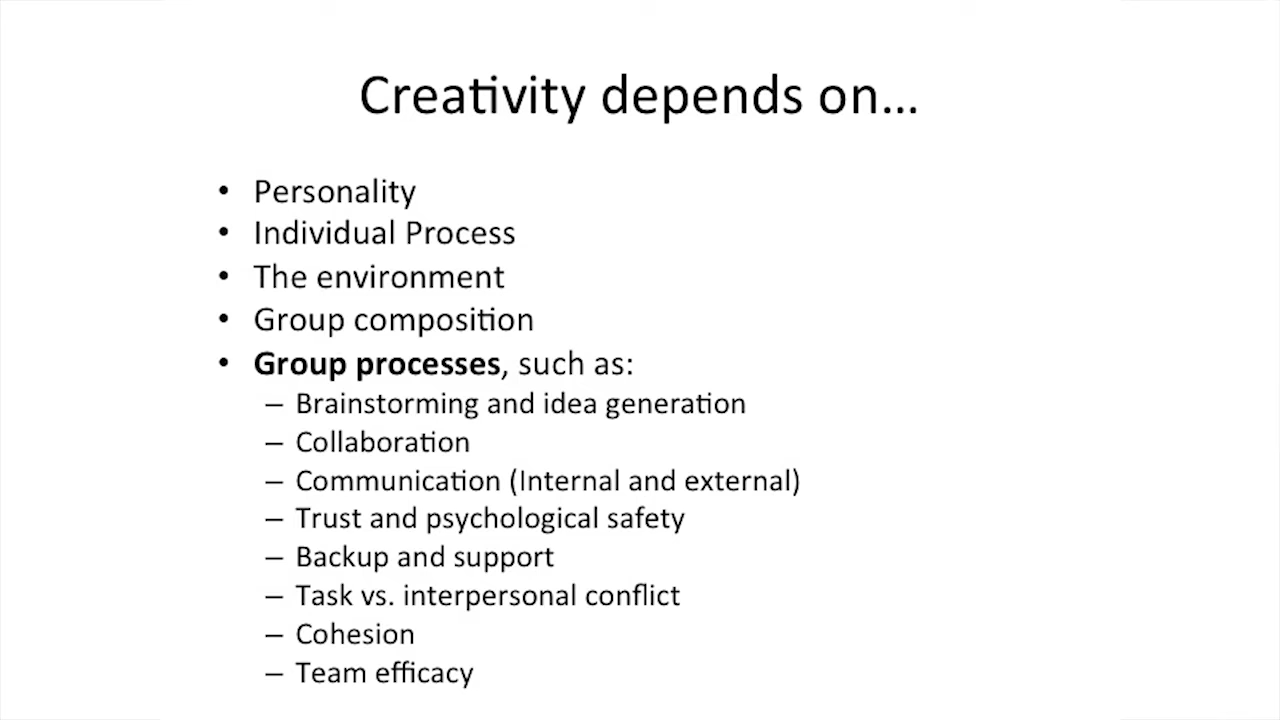 Creativity depends on...
• Personality
• Individual Process
• The environment
• Group composition
• Group processes, such as:
– Brainstorming and idea generation
– Collaboration
– Communication (Internal and external)
– Trust and psychological safety
– Backup and support
– Task vs. interpersonal conflict
– Cohesion
– Team efficacy